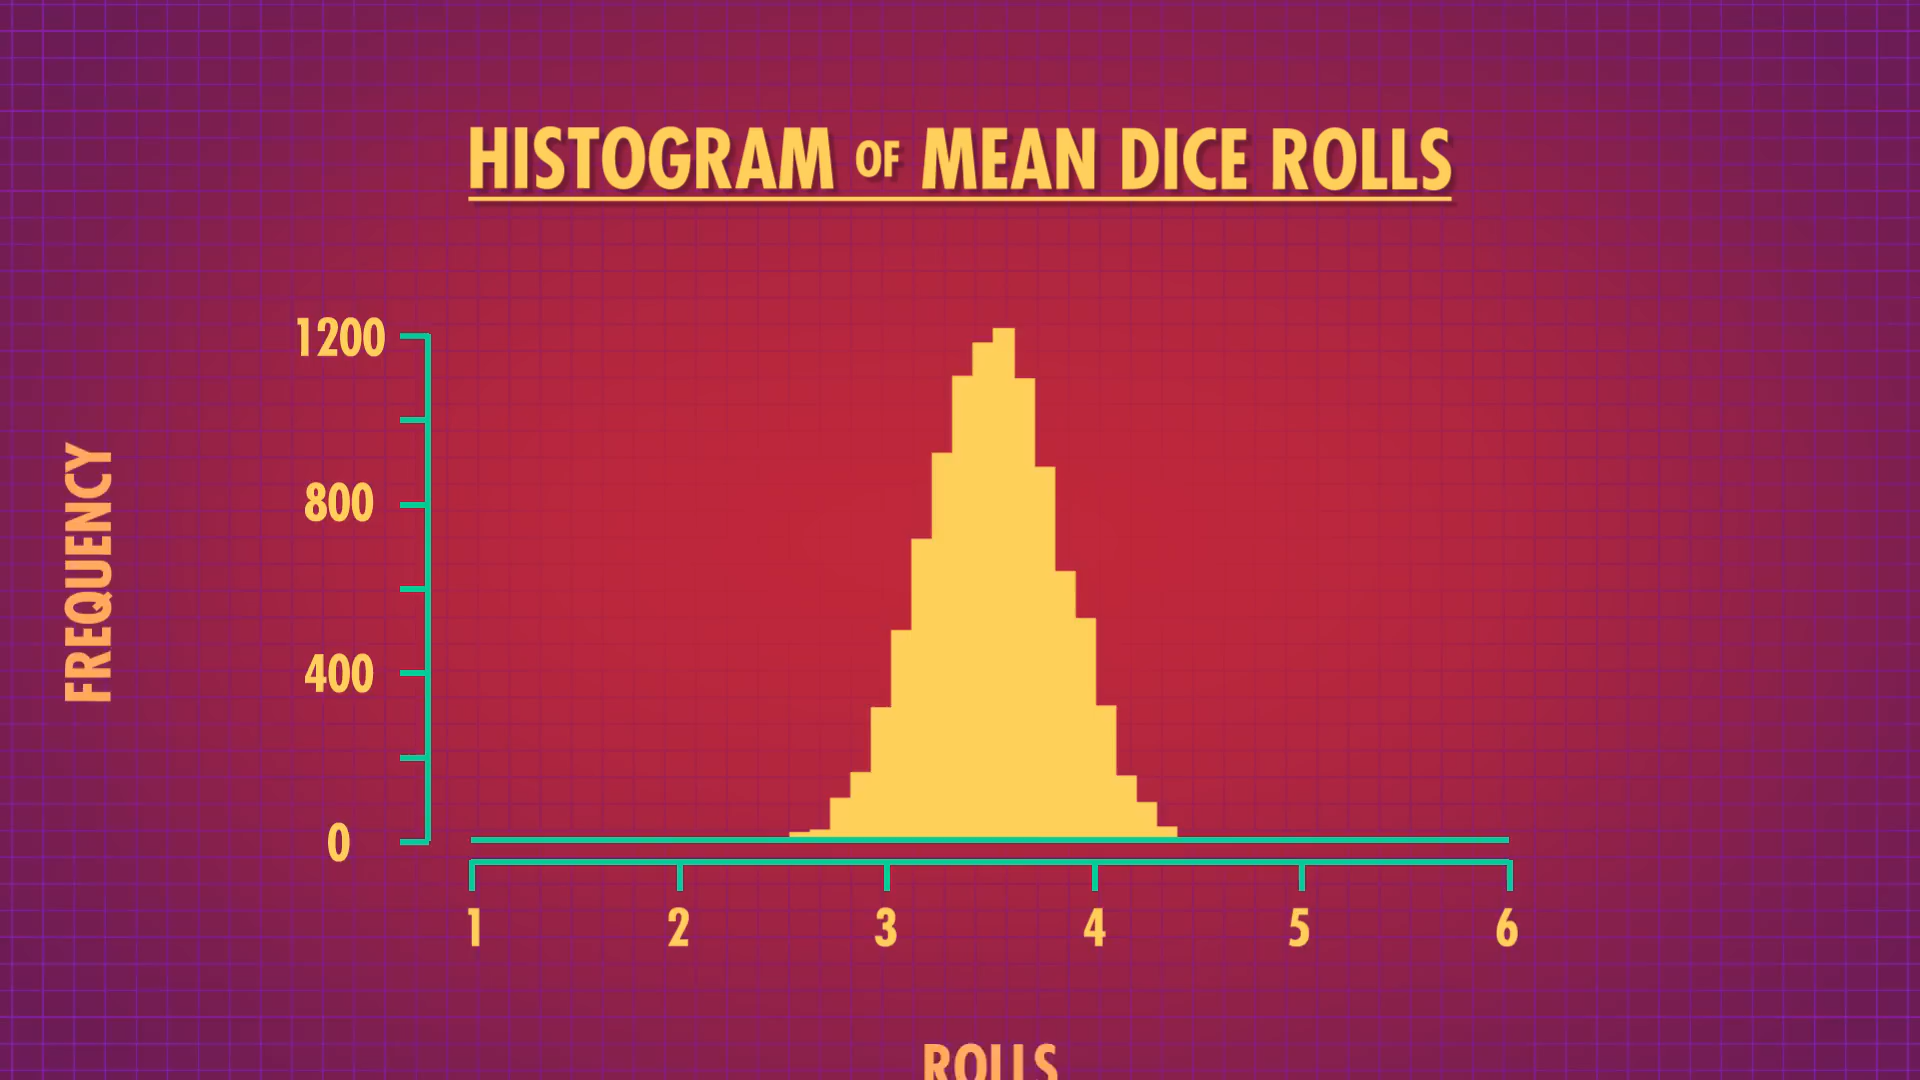 HISTOGRAM OF MEAN DICE ROLLS
1200
800
400
0
FREQUENCY
1 2 3 4 5 6
ROLLS